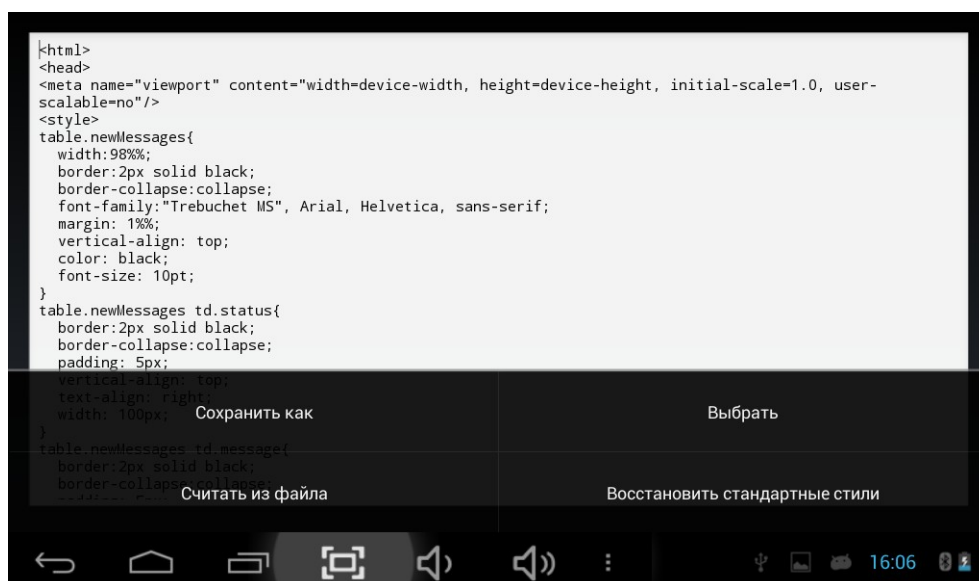 <html>
<head>
<meta name="viewport" content="width=device-width, height=device-height, initial-scale=1.0, user-
scalable=no"/>
<style>
table.newMessages{
  width:98%%;
  border:2px solid black;
  border-collapse:collapse;
  font-family:"Trebuchet MS", Arial, Helvetica, sans-serif;
  margin: 1%%;
  vertical-align: top;
  color: black;
  font-size: 10pt;
}
table.newMessages td.status{
  border:2px solid black;
  border-collapse:collapse;
  padding: 5px;
  vertical-align: top;
  text-align: right;
  width: 100px;
}
table.newMessages td.message{
  border:2px solid black;
  border-collapse:collapse;
Сохранить как
Выбрать
Считать из файла
Восстановить стандартные стили
16:06